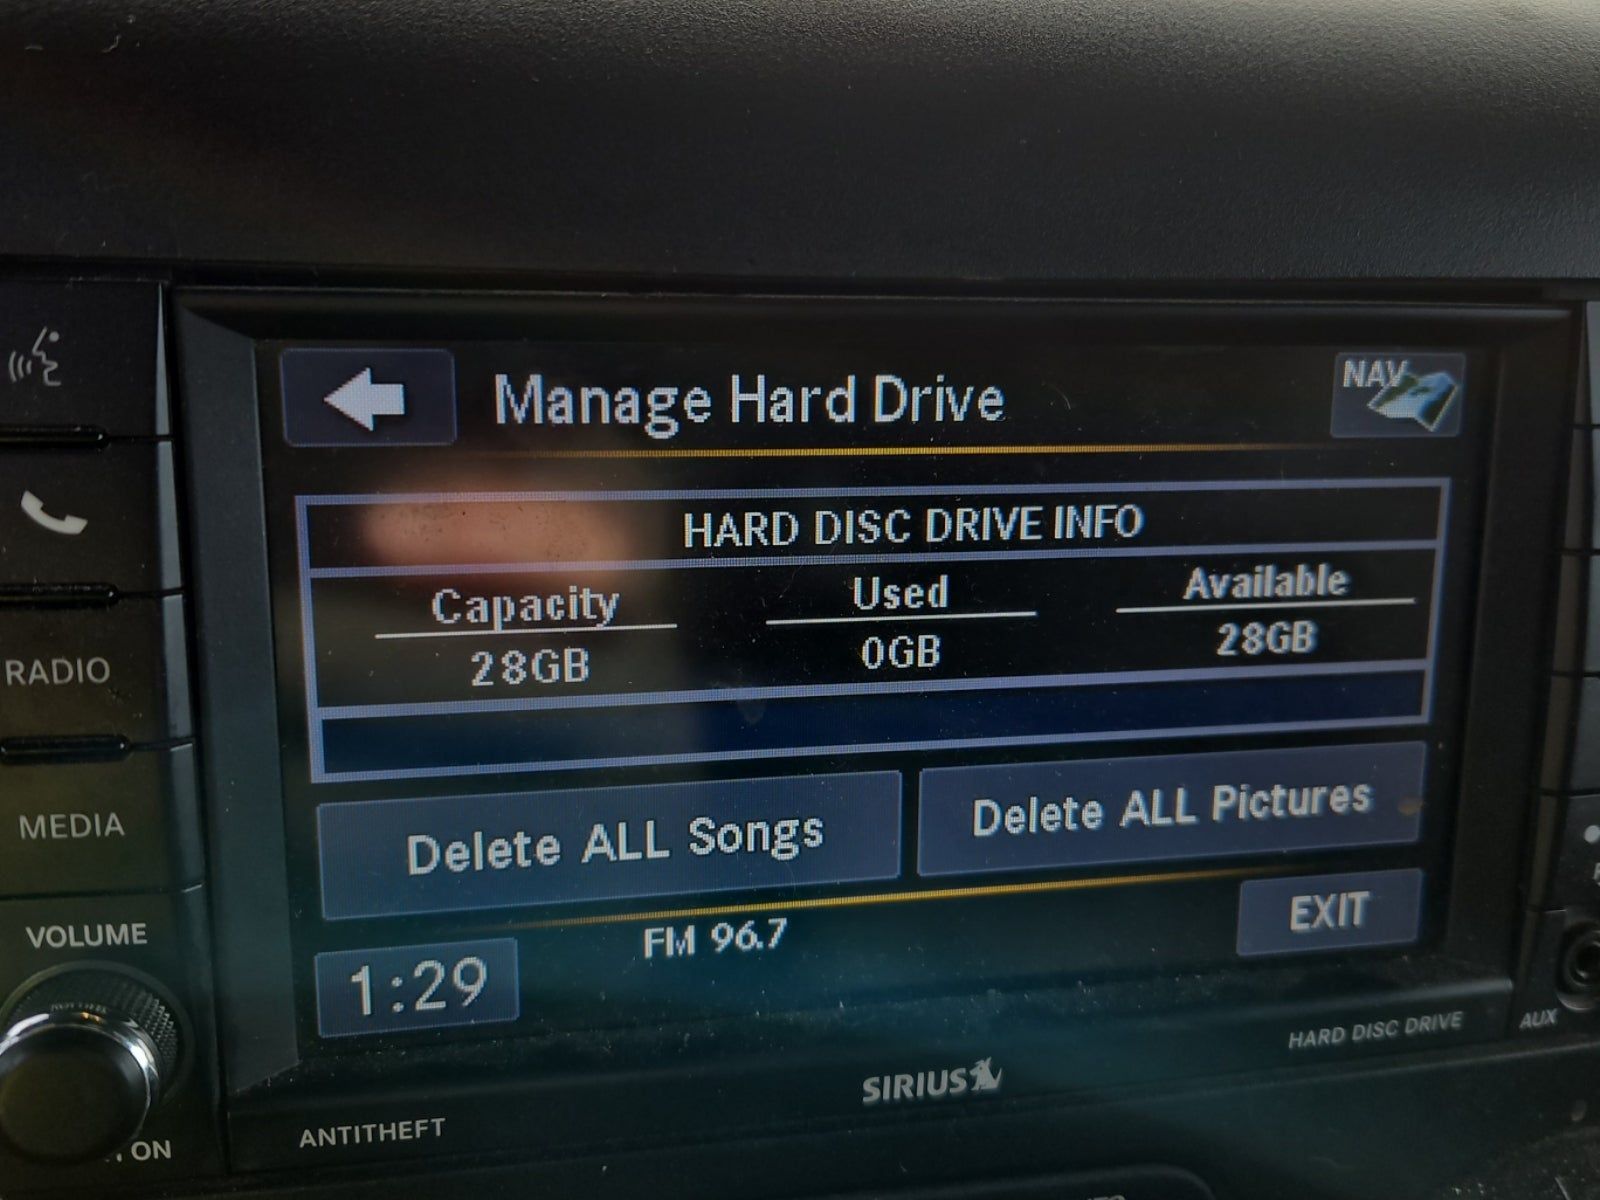 Manage Hard Drive
NAV
HARD DISC DRIVE INFO
Capacity Used Available
28GB 0GB 28GB
Delete ALL Songs Delete ALL Pictures
FM 96.7
EXIT
1:29
RADIO
MEDIA
VOLUME
ON
ANTITHEFT
SIRIUS
HARD DISC DRIVE
AUX